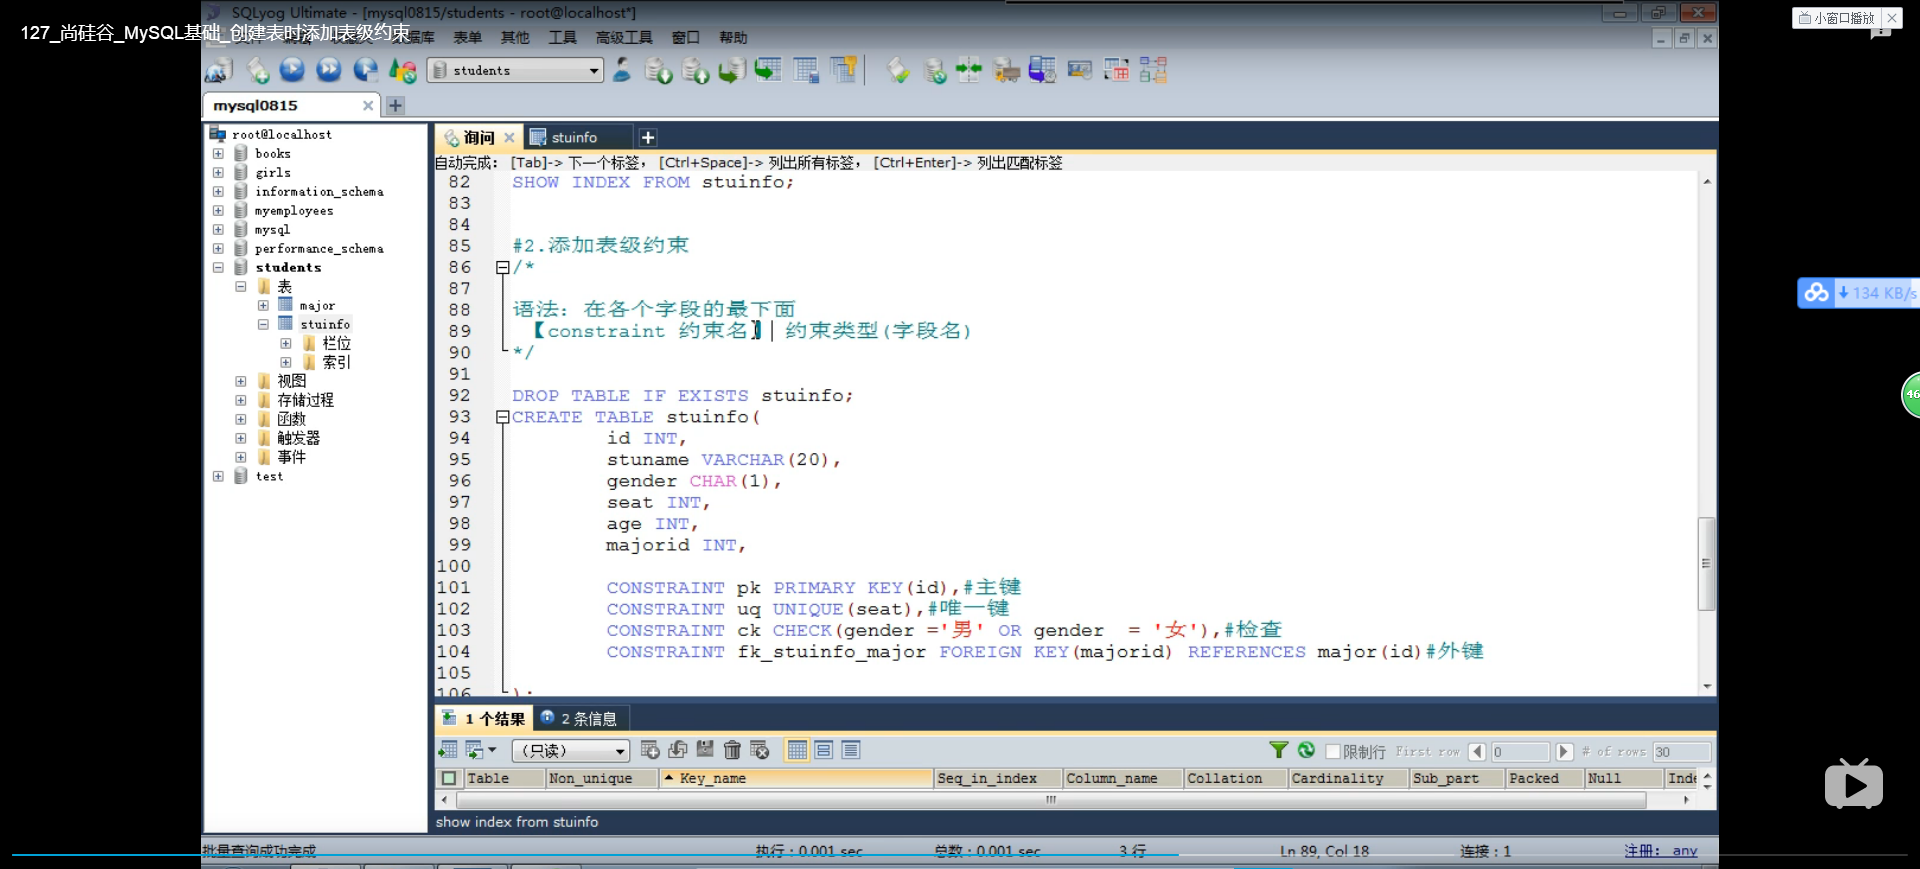 SQLyog Ultimate - [mysql0815/students - root@localhost*]
127_尚硅谷_MySQL基础_创建表时添加表级约束
小窗口播放
数据库 表单 其他 工具 高级工具 窗口 帮助
students
mysql0815
root@localhost
books
girls
information_schema
myemployees
mysql
performance_schema
students
表
major
stuinfo
栏位
索引
视图
存储过程
函数
触发器
事件
test
询问 stuinfo
自动完成: [Tab]-> 下一个标签, [Ctrl+Space]-> 列出所有标签, [Ctrl+Enter]-> 列出匹配标签
82 SHOW INDEX FROM stuinfo;
83
84
85 #2.添加表级约束
86 /*
87
88 语法: 在各个字段的最下面
89 【constraint 约束名】 约束类型(字段名)
90 */
91
92 DROP TABLE IF EXISTS stuinfo;
93 CREATE TABLE stuinfo(
94 id INT,
95 stuname VARCHAR(20),
96 gender CHAR(1),
97 seat INT,
98 age INT,
99 majorid INT,
100
101 CONSTRAINT pk PRIMARY KEY(id),#主键
102 CONSTRAINT uq UNIQUE(seat),#唯一键
103 CONSTRAINT ck CHECK(gender ='男' OR gender = '女'),#检查
104 CONSTRAINT fk_stuinfo_major FOREIGN KEY(majorid) REFERENCES major(id)#外键
105
106 );
134 KB/s
46
1 个结果 2 条信息
(只读) 限制行 First row 0 # of rows 30
Table Non_unique Key_name Seq_in_index Column_name Collation Cardinality Sub_part Packed Null Inde
show index from stuinfo
批量查询成功完成 执行 : 0.001 sec 总数 : 0.001 sec 3 行 Ln 89, Col 18 连接 : 1 注册: any